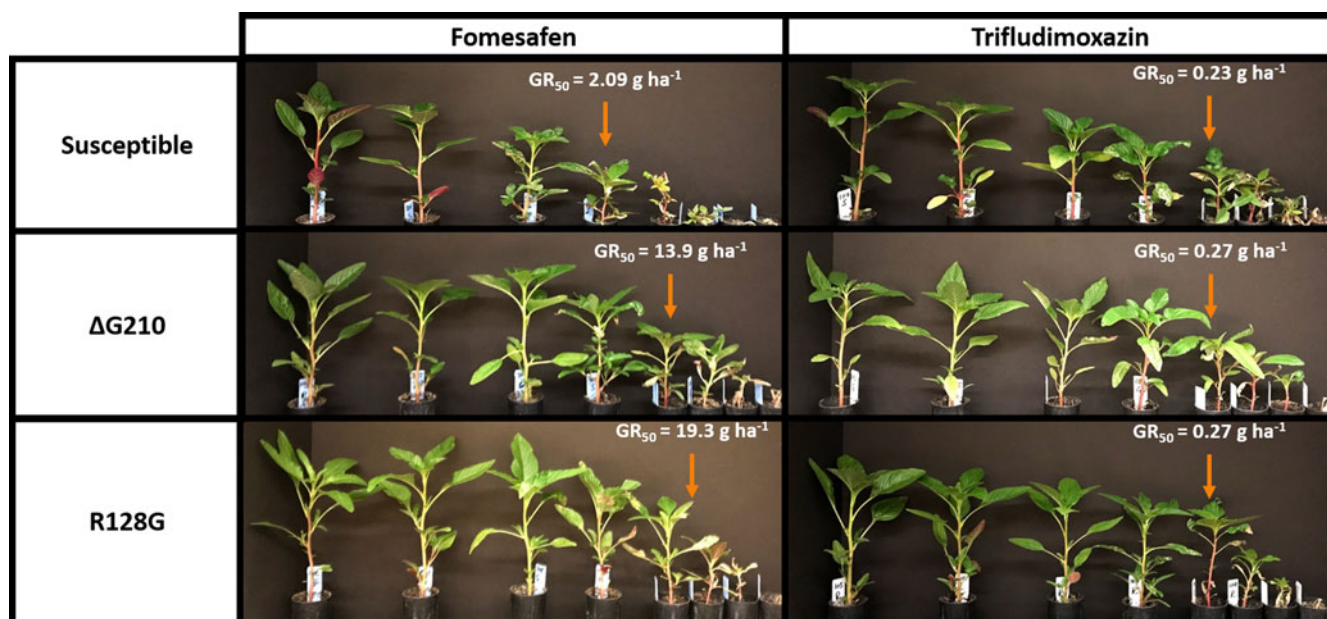 Fomesafen
Trifludimoxazin
Susceptible
GR₅₀ = 2.09 g ha⁻¹
GR₅₀ = 0.23 g ha⁻¹
ΔG210
GR₅₀ = 13.9 g ha⁻¹
GR₅₀ = 0.27 g ha⁻¹
R128G
GR₅₀ = 19.3 g ha⁻¹
GR₅₀ = 0.27 g ha⁻¹